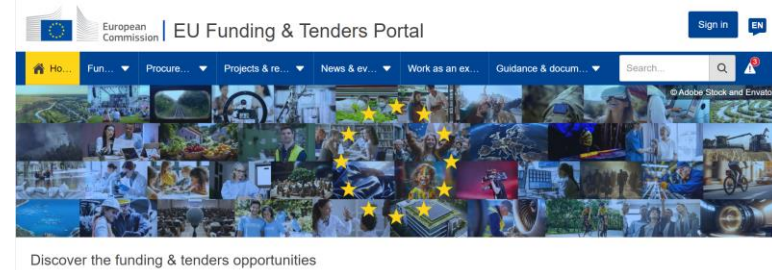 European
Commission
EU Funding & Tenders Portal
Sign in
EN
Ho...
Fun...
Procure...
Projects & re...
News & ev...
Work as an ex...
Guidance & docum...
Search...
3
© Adobe Stock and Envato
Discover the funding & tenders opportunities